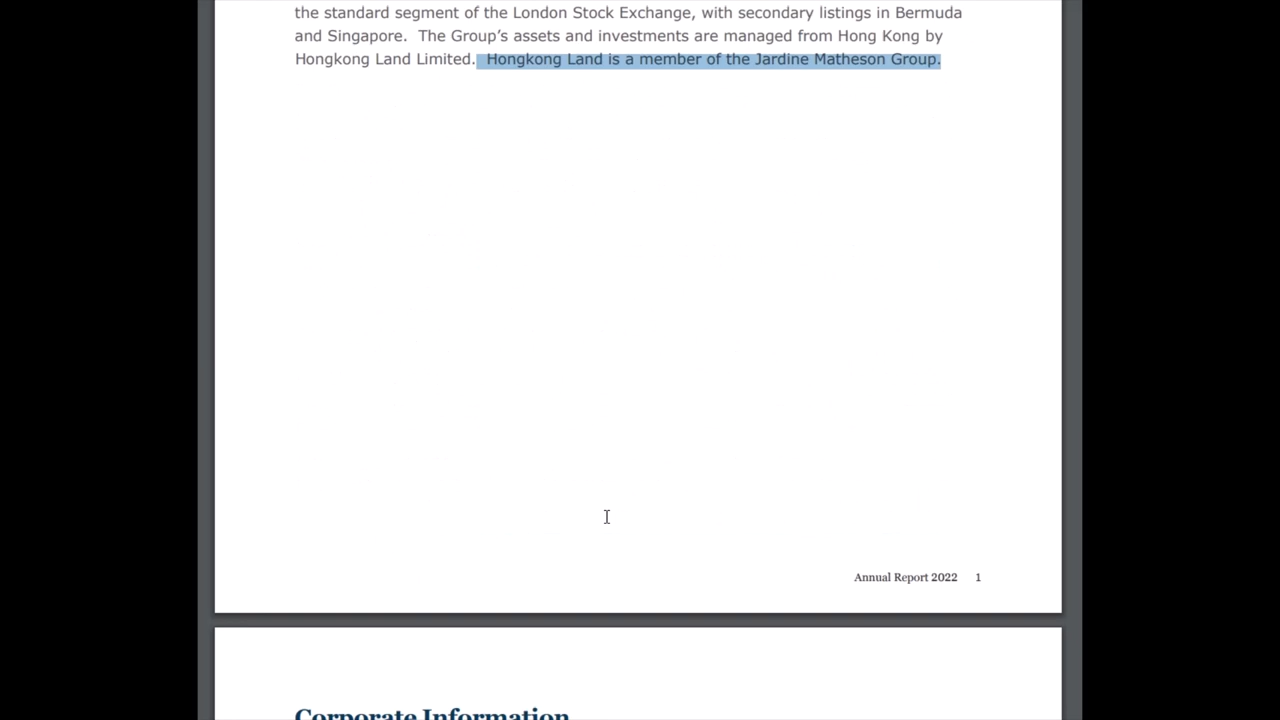 the standard segment of the London Stock Exchange, with secondary listings in Bermuda
and Singapore.  The Group’s assets and investments are managed from Hong Kong by
Hongkong Land Limited.  Hongkong Land is a member of the Jardine Matheson Group.
Annual Report 2022 1
Corporate Information